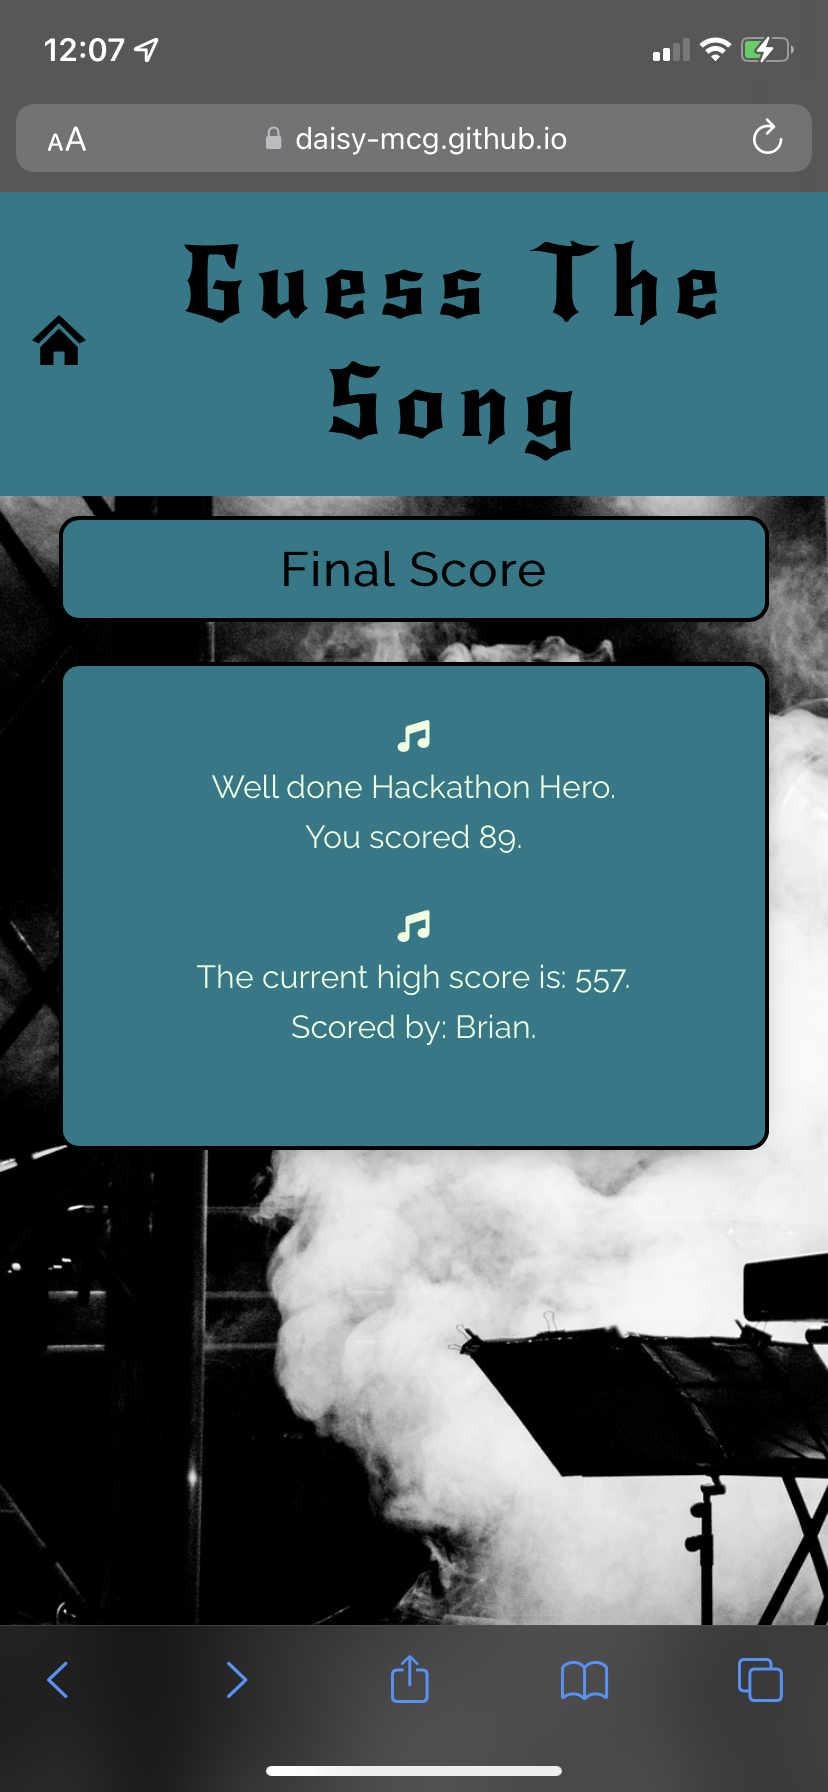 12:07
AA daisy-mcg.github.io
Guess The
Song
Final Score
Well done Hackathon Hero.
You scored 89.
The current high score is: 557.
Scored by: Brian.